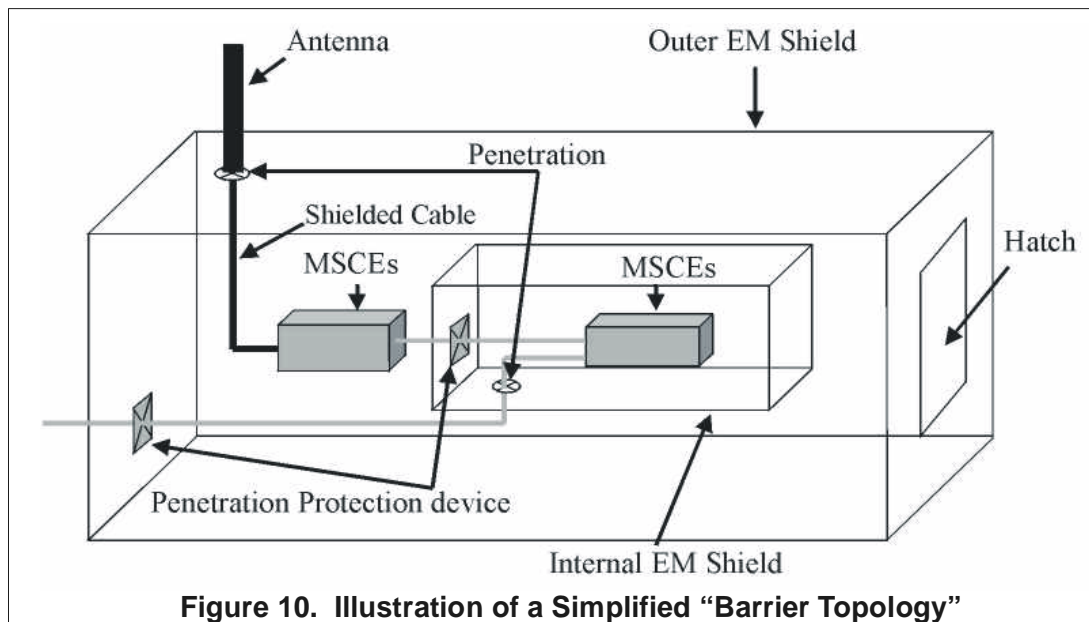 Antenna
Outer EM Shield
Penetration
Shielded Cable
Hatch
MSCEs
MSCEs
Penetration Protection device
Internal EM Shield
Figure 10. Illustration of a Simplified “Barrier Topology”